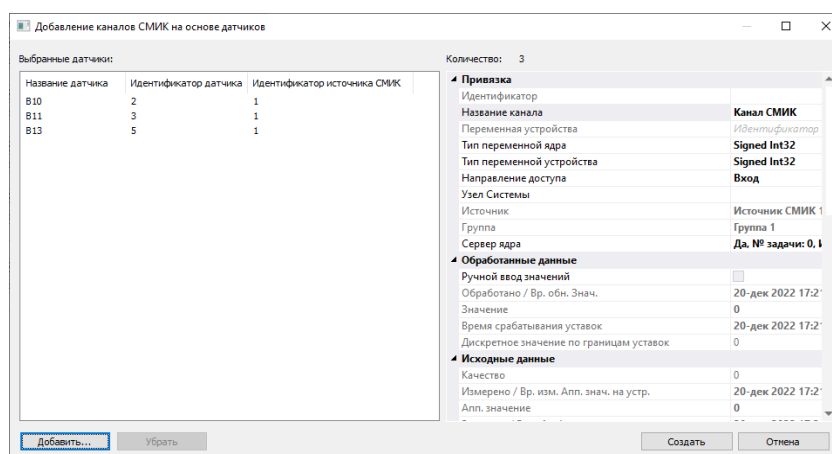 Добавление каналов СМИК на основе датчиков
Выбранные датчики:
Количество: 3
Название датчика Идентификатор датчика Идентификатор источника СМИК
B10 2 1
B11 3 1
B13 5 1
Привязка
Идентификатор
Название канала Канал СМИК
Переменная устройства Идентификатор
Тип переменной ядра Signed Int32
Тип переменной устройства Signed Int32
Направление доступа Вход
Узел Системы
Источник Источник СМИК 1
Группа Группа 1
Сервер ядра Да, № задачи: 0,
Обработанные данные
Ручной ввод значений
Обработано / Вр. обн. Знач. 20-дек 2022 17:2
Значение 0
Время срабатывания уставок 20-дек 2022 17:2
Дискретное значение по границам уставок 0
Исходные данные
Качество 0
Измерено / Вр. изм. Апп. знач. на устр. 20-дек 2022 17:2
Апп. значение 0
Добавить... Убрать Создать Отмена